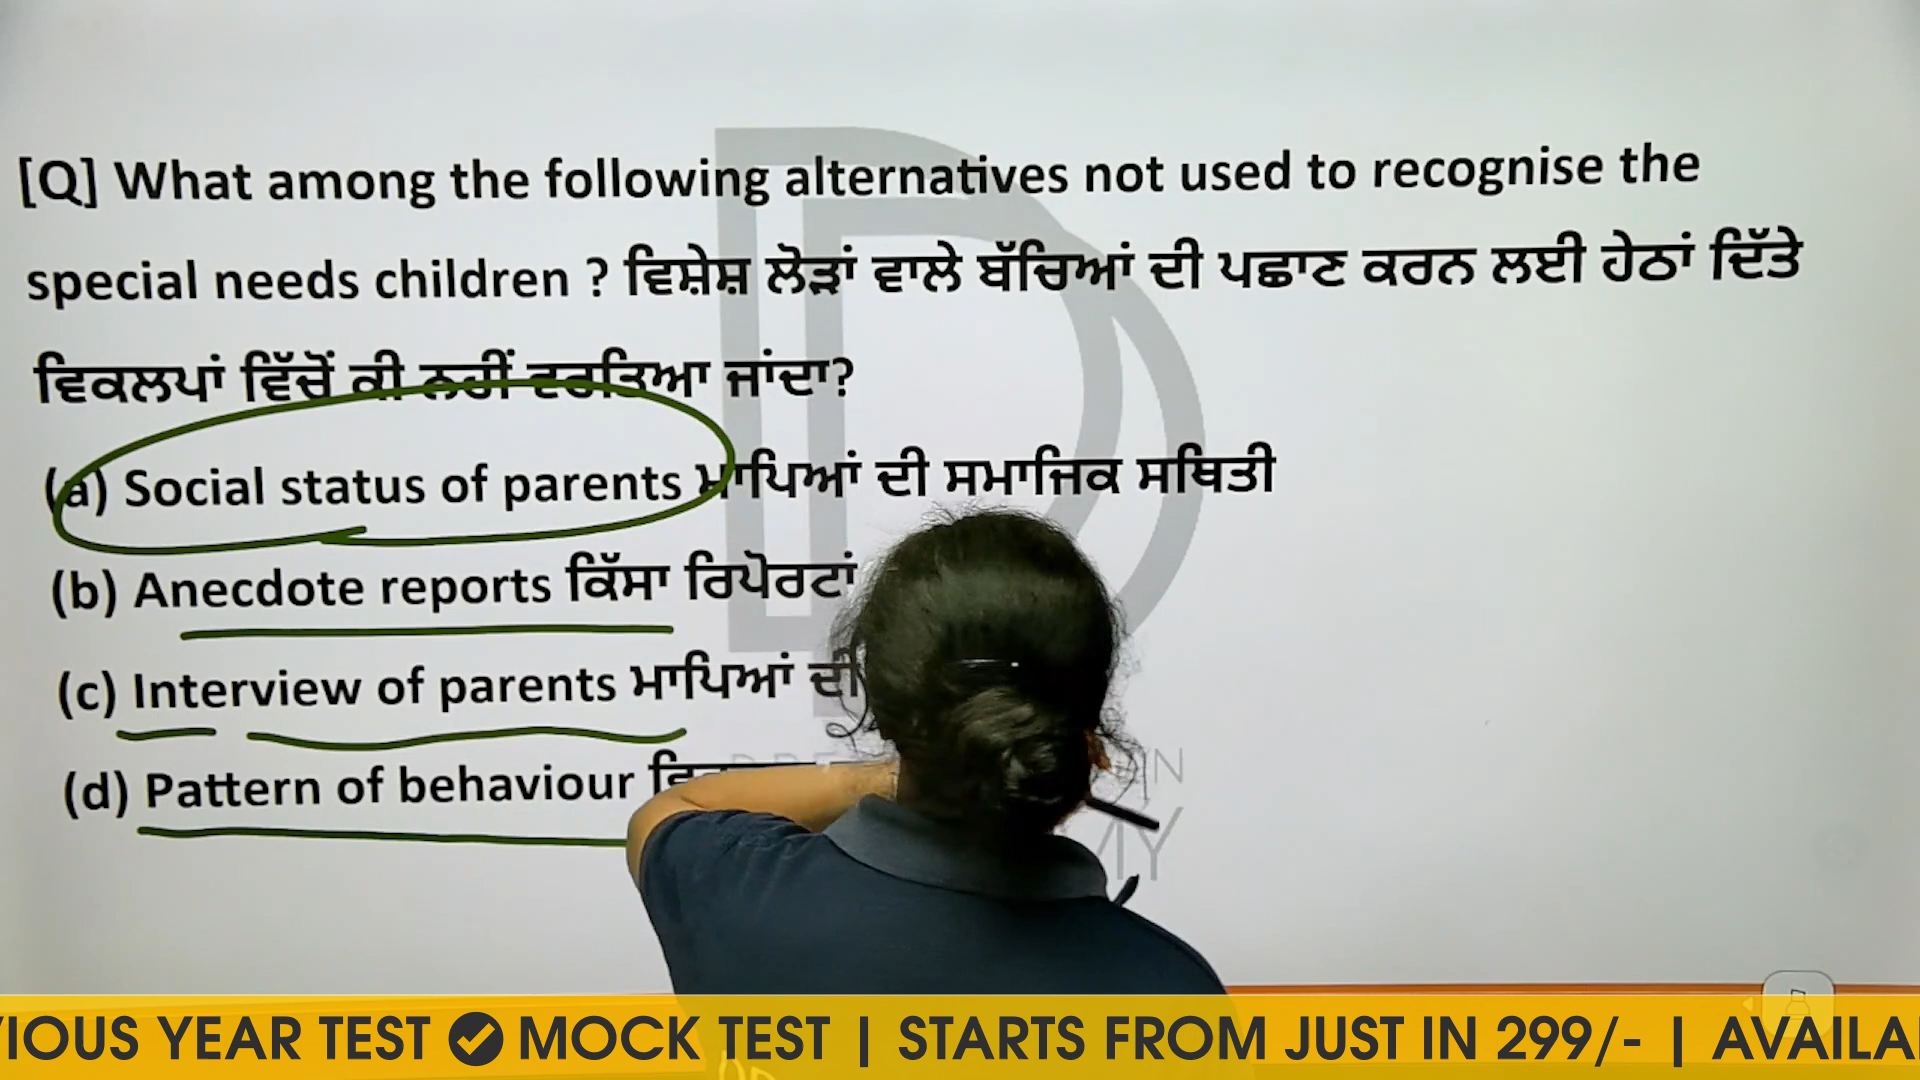 [Q] What among the following alternatives not used to recognise the
special needs children ? ਵਿਸ਼ੇਸ਼ ਲੋੜਾਂ ਵਾਲੇ ਬੱਚਿਆਂ ਦੀ ਪਛਾਣ ਕਰਨ ਲਈ ਹੇਠਾਂ ਦਿੱਤੇ
ਵਿਕਲਪਾਂ ਵਿੱਚੋਂ ਕੀ ਨਹੀਂ ਵਰਤਿਆ ਜਾਂਦਾ?
(a) Social status of parents ਮਾਪਿਆਂ ਦੀ ਸਮਾਜਿਕ ਸਥਿਤੀ
(b) Anecdote reports ਕਿੱਸਾ ਰਿਪੋਰਟਾਂ
(c) Interview of parents ਮਾਪਿਆਂ ਦੀ
(d) Pattern of behaviour
VIOUS YEAR TEST MOCK TEST | STARTS FROM JUST IN 299/- | AVAILA